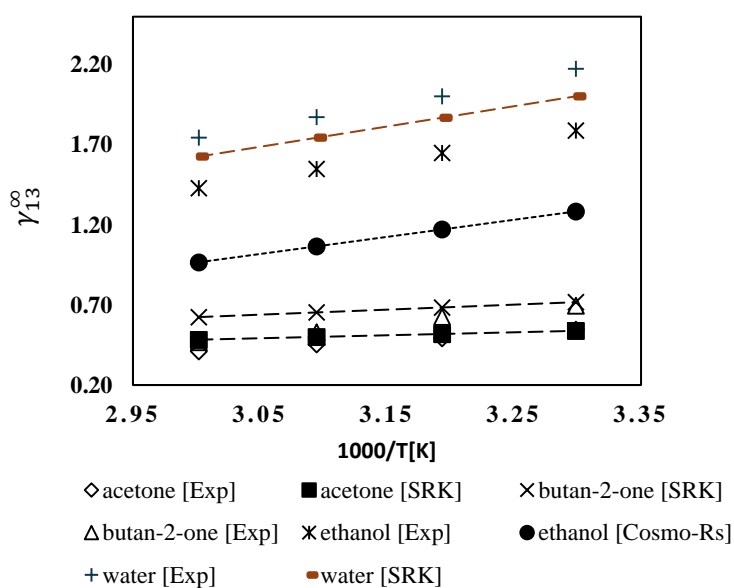 2.20
1.70
1.20
0.70
0.20
γ∞13
2.95 3.05 3.15 3.25 3.35
1000/T[K]
acetone [Exp] acetone [SRK] butan-2-one [SRK]
butan-2-one [Exp] ethanol [Exp] ethanol [Cosmo-Rs]
water [Exp] water [SRK]